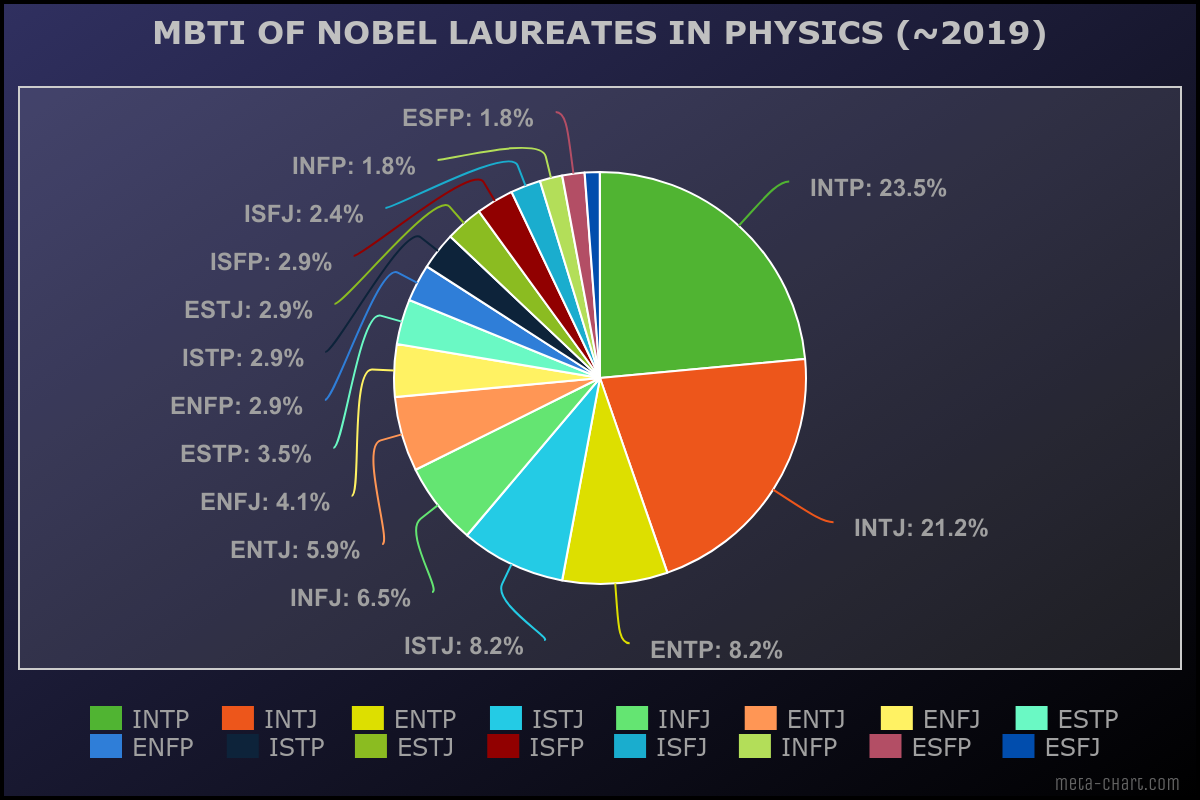 MBTI OF NOBEL LAUREATES IN PHYSICS (~2019)
ESFP: 1.8%
INFP: 1.8%
INTP: 23.5%
ISFJ: 2.4%
ISFP: 2.9%
ESTJ: 2.9%
ISTP: 2.9%
ENFP: 2.9%
ESTP: 3.5%
ENFJ: 4.1%
INTJ: 21.2%
ENTJ: 5.9%
INFJ: 6.5%
ISTJ: 8.2%
ENTP: 8.2%
INTP INTJ ENTP ISTJ INFJ ENTJ ENFJ ESTP
ENFP ISTP ESTJ ISFP ISFJ INFP ESFP ESFJ
meta-chart.com